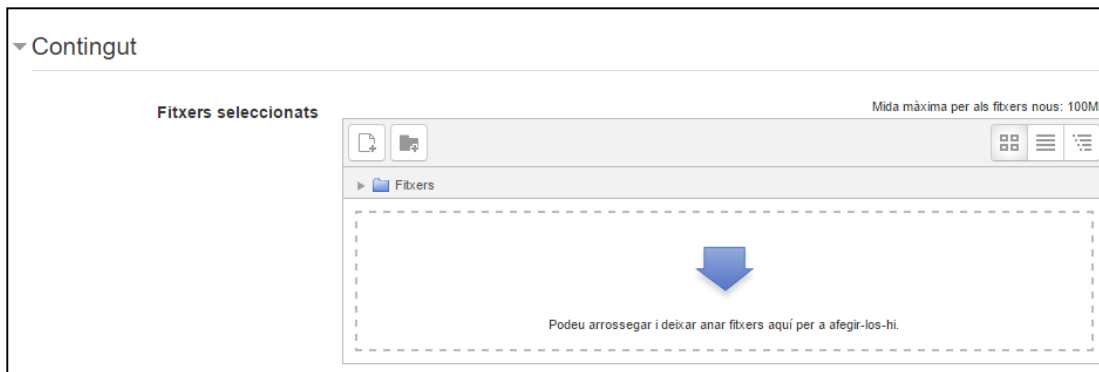 Contingut
Fitxers seleccionats
Mida màxima per als fitxers nous: 100M
Fitxers
Podeu arrossegar i deixar anar fitxers aquí per a afegir-los-hi.